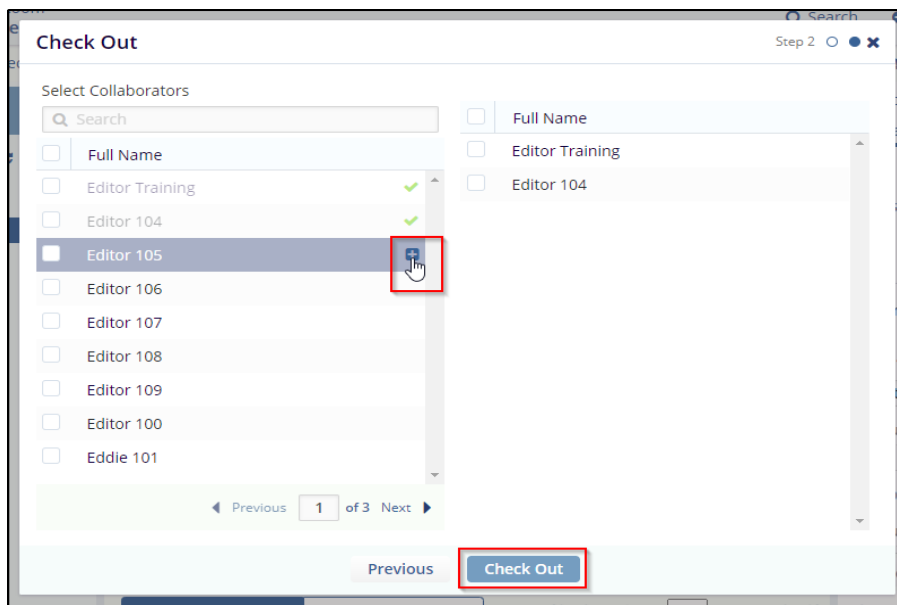 Search
Check Out
Step 2
Select Collaborators
Search
Full Name
Editor Training
Editor 104
Editor 105
Editor 106
Editor 107
Editor 108
Editor 109
Editor 100
Eddie 101
Previous 1 of 3 Next
Full Name
Editor Training
Editor 104
Previous
Check Out